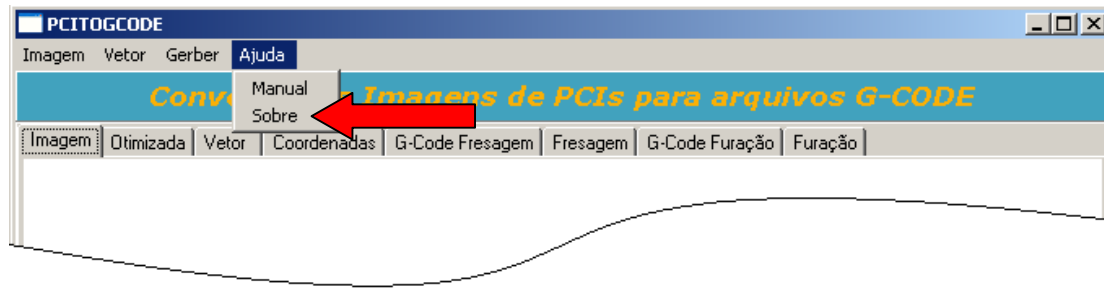 PCITOGCODE
Imagem Vetor Gerber Ajuda
Manual
Sobre
Conve Imagens de PCIs para arquivos G-CODE
Imagem Otimizada Vetor Coordenadas G-Code Fresagem Fresagem G-Code Furação Furação